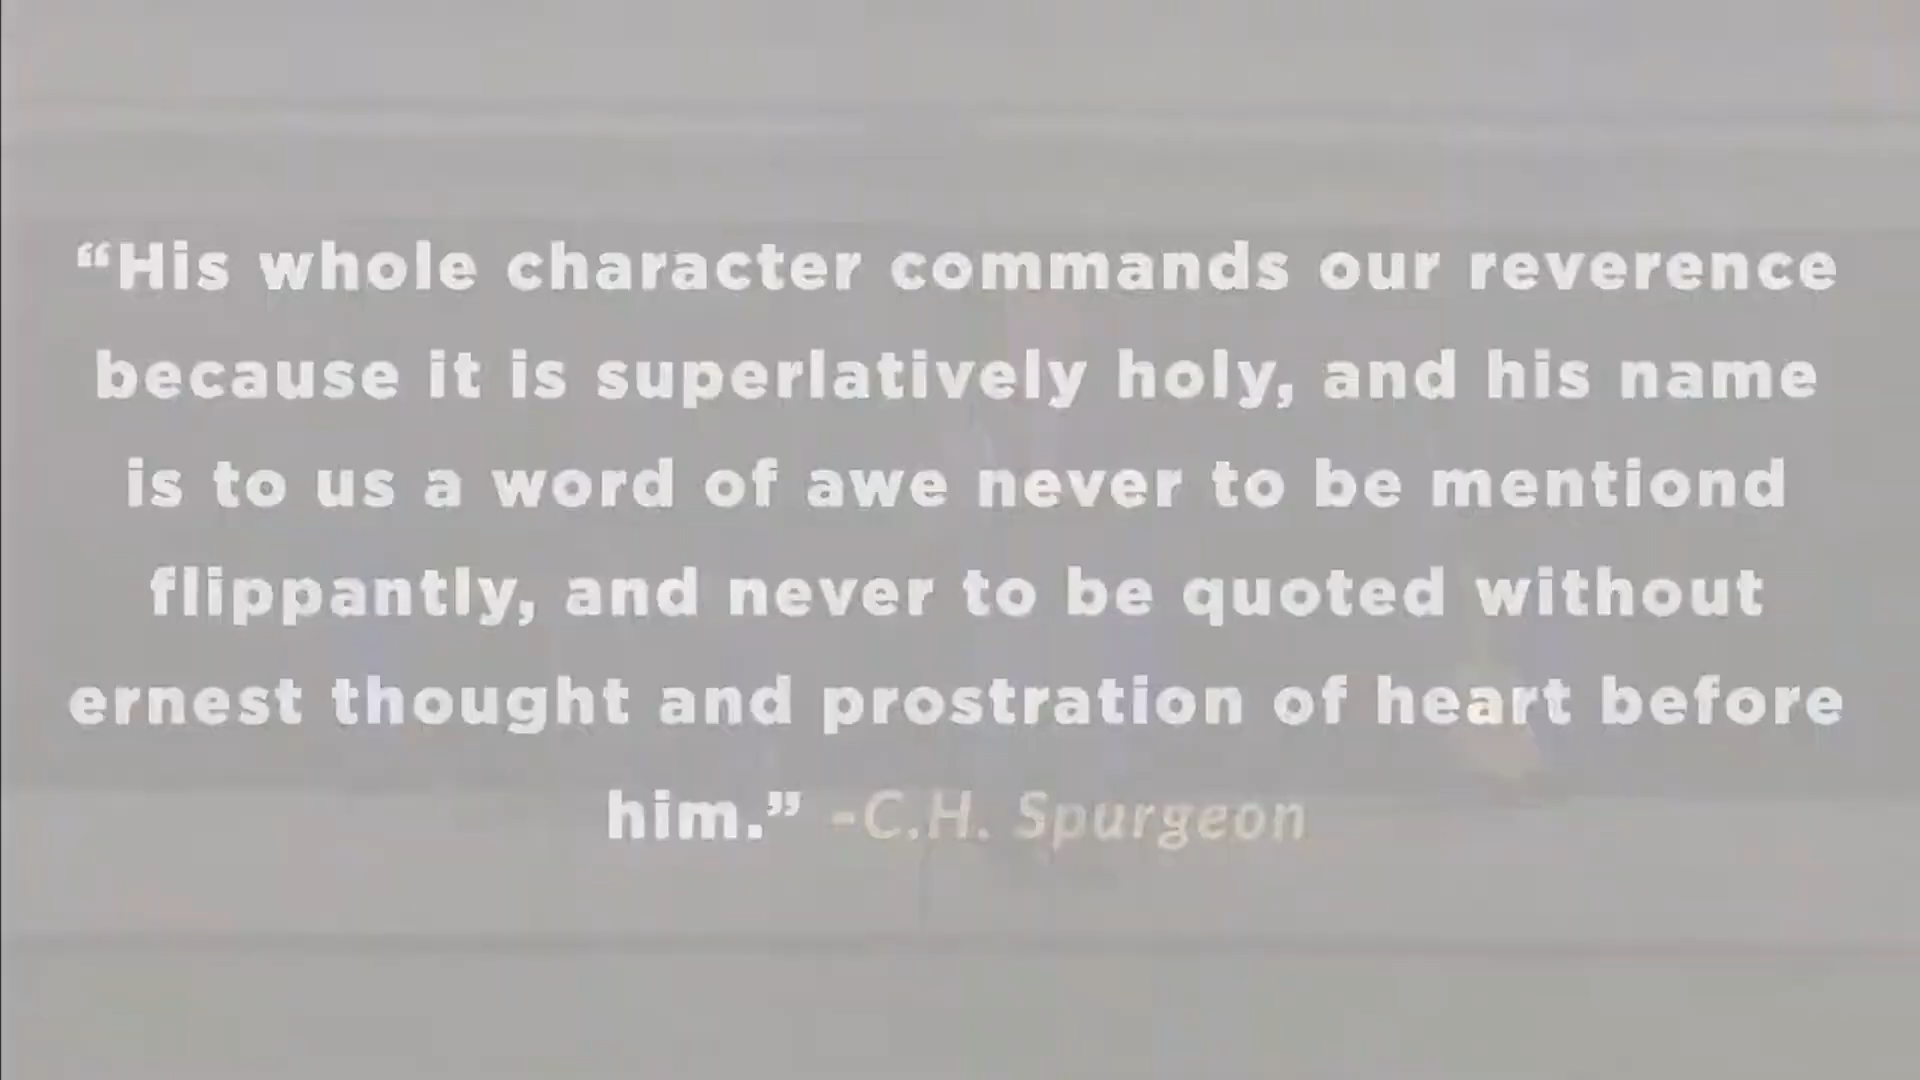 “His whole character commands our reverence
because it is superlatively holy, and his name
is to us a word of awe never to be mentiond
flippantly, and never to be quoted without
ernest thought and prostration of heart before
him.” -C.H. Spurgeon